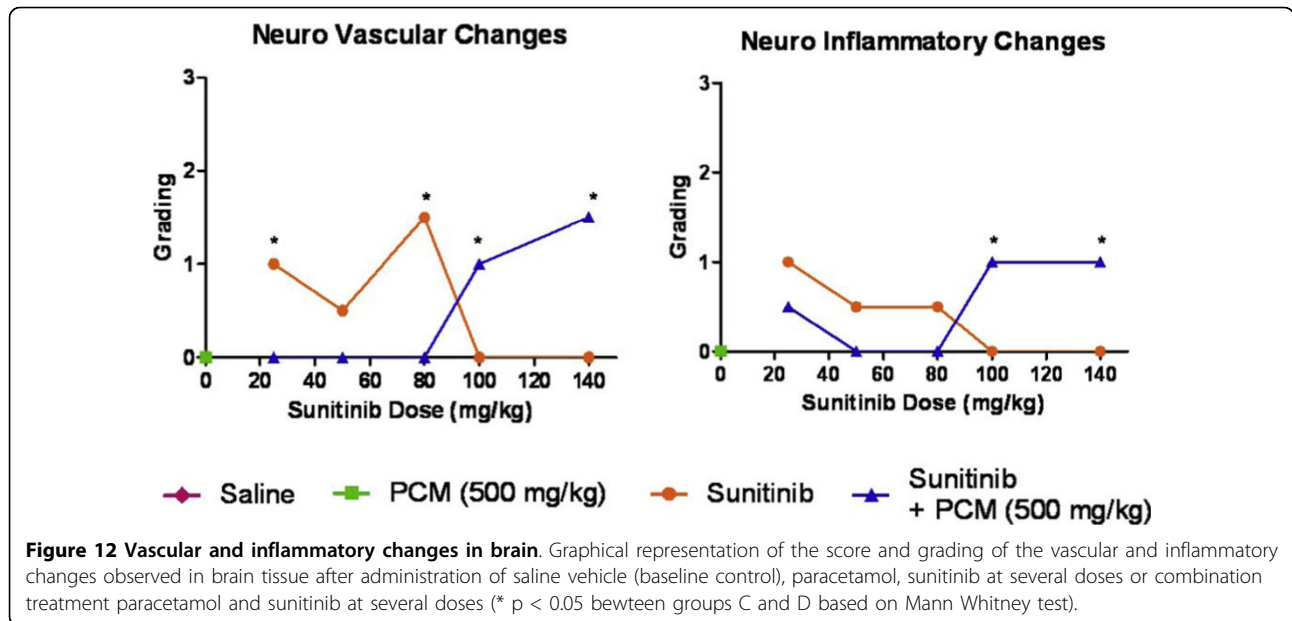 Neuro Vascular Changes
3
2
1
0
Grading
* * * *
0 20 40 60 80 100 120 140
Sunitinib Dose (mg/kg)
Neuro Inflammatory Changes
3
2
1
0
Grading
* *
0 20 40 60 80 100 120 140
Sunitinib Dose (mg/kg)
Saline PCM (500 mg/kg) Sunitinib Sunitinib
+ PCM (500 mg/kg)
Figure 12 Vascular and inflammatory changes in brain. Graphical representation of the score and grading of the vascular and inflammatory
changes observed in brain tissue after administration of saline vehicle (baseline control), paracetamol, sunitinib at several doses or combination
treatment paracetamol and sunitinib at several doses (* p < 0.05 bewteen groups C and D based on Mann Whitney test).